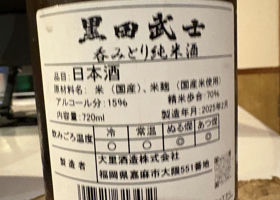 黒田武士
呑みどり純米酒
品目:日本酒
原材料名:米(国産)、米麹(国産米使用)
アルコール分:15% 精米歩合:70%
内容量:720ml 製造年月:2025年2月
飲みごろ温度 冷 常温 ぬる燗 あつ燗
○ ○ ◎ ○
製造者 大里酒造株式会社
福岡県嘉麻市大隈551番地